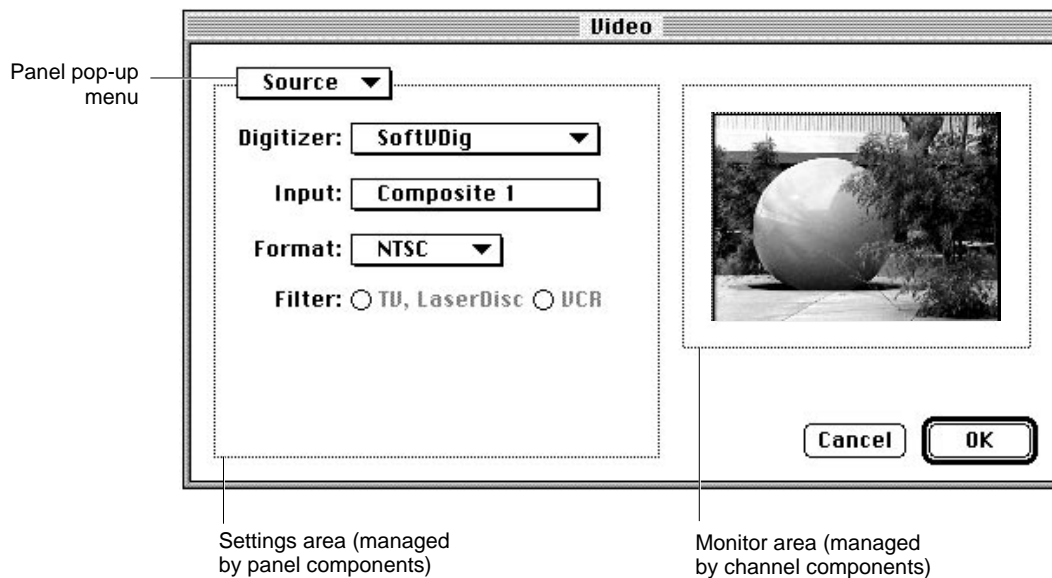 Video
Panel pop-up
menu
Source
Digitizer: SoftVDig
Input: Composite 1
Format: NTSC
Filter: TV, LaserDisc VCR
Cancel OK
Settings area (managed
by panel components)
Monitor area (managed
by channel components)